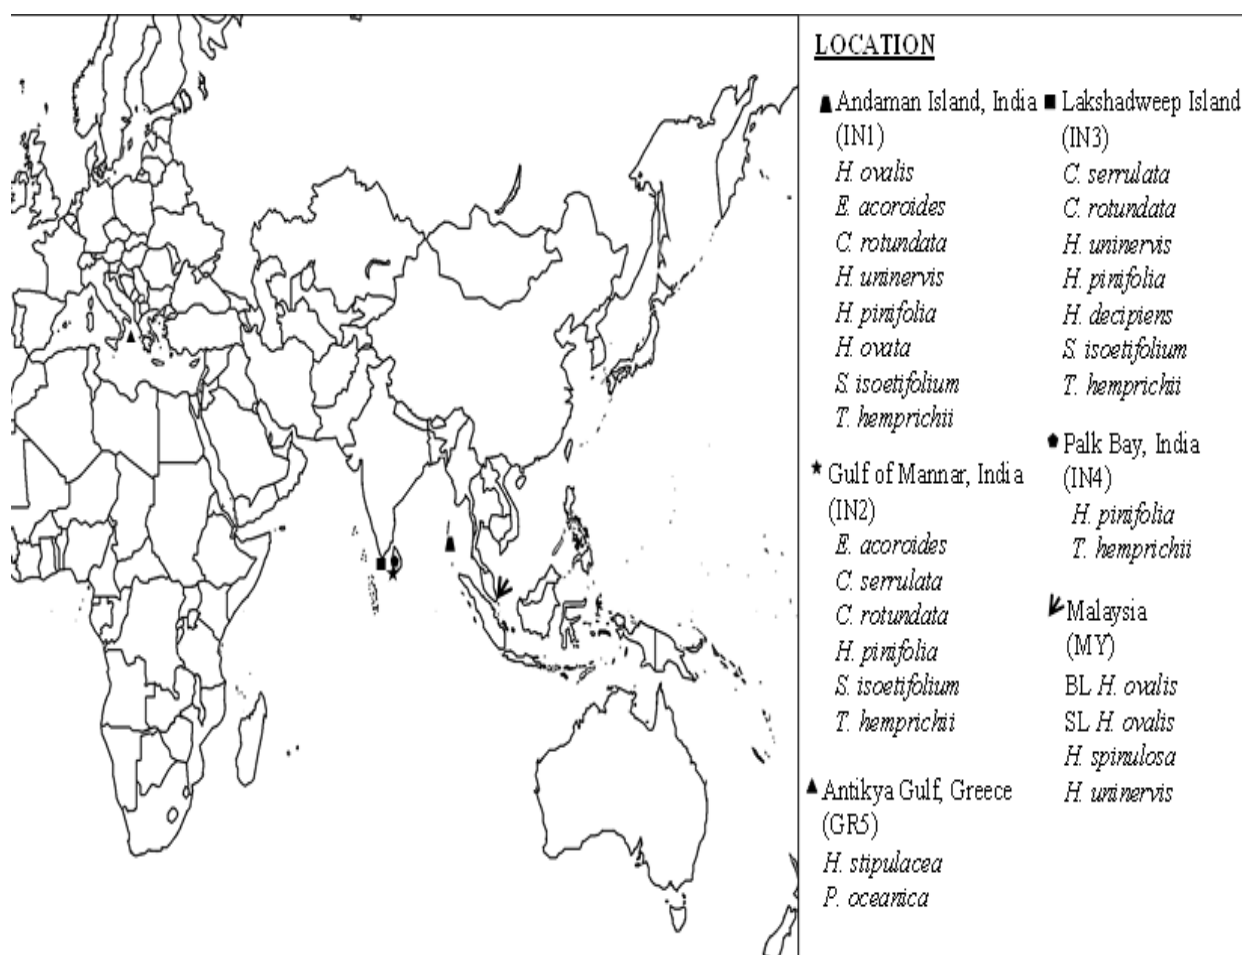 LOCATION
Andaman Island, India
(IN1)
H. ovalis
E. acoroides
C. rotundata
H. uninervis
H. pinifolia
H. ovata
S. isoetifolium
T. hemprichii
Gulf of Mannar, India
(IN2)
E. acoroides
C. serrulata
C. rotundata
H. pinifolia
S. isoetifolium
T. hemprichii
Antikya Gulf, Greece
(GR5)
H. stipulacea
P. oceanica
Lakshadweep Island
(IN3)
C. serrulata
C. rotundata
H. uninervis
H. pinifolia
H. decipiens
S. isoetifolium
T. hemprichii
Palk Bay, India
(IN4)
H. pinifolia
T. hemprichii
Malaysia
(MY)
BL H. ovalis
SL H. ovalis
H. spinulosa
H. uninervis